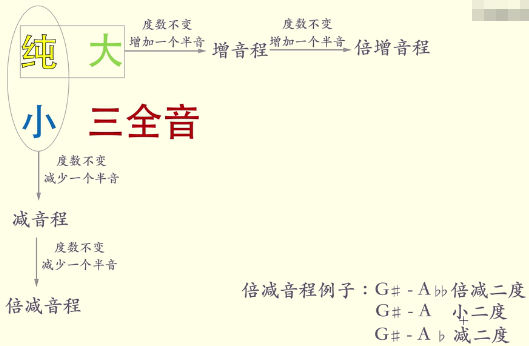 度数不变 度数不变
纯 大 增加一个半音 增音程 增加一个半音 倍增音程
小 三全音
度数不变
减少一个半音
减音程
度数不变
减少一个半音
倍减音程
倍减音程例子：G♯ - A ♭♭ 倍减二度
G♯ - A 小二度
G♯ - A ♭ 减二度